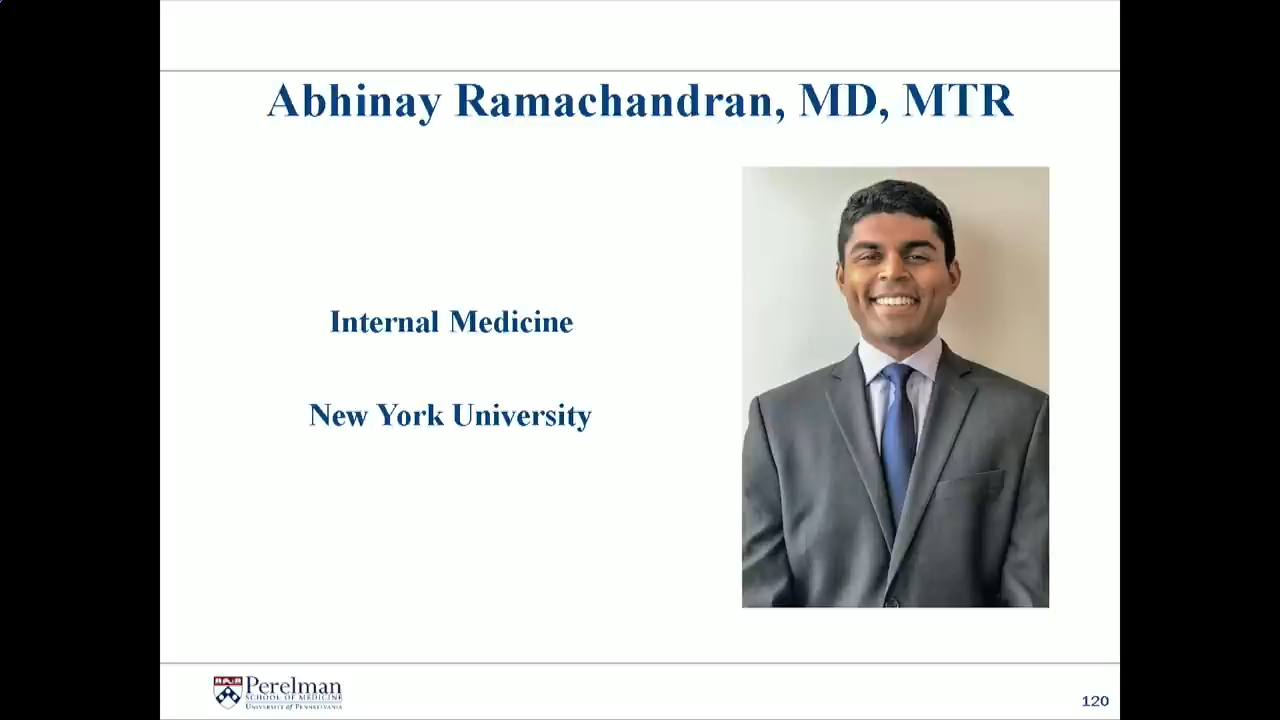 Abhinay Ramachandran, MD, MTR
Internal Medicine
New York University
Perelman
SCHOOL OF MEDICINE
UNIVERSITY of PENNSYLVANIA
120